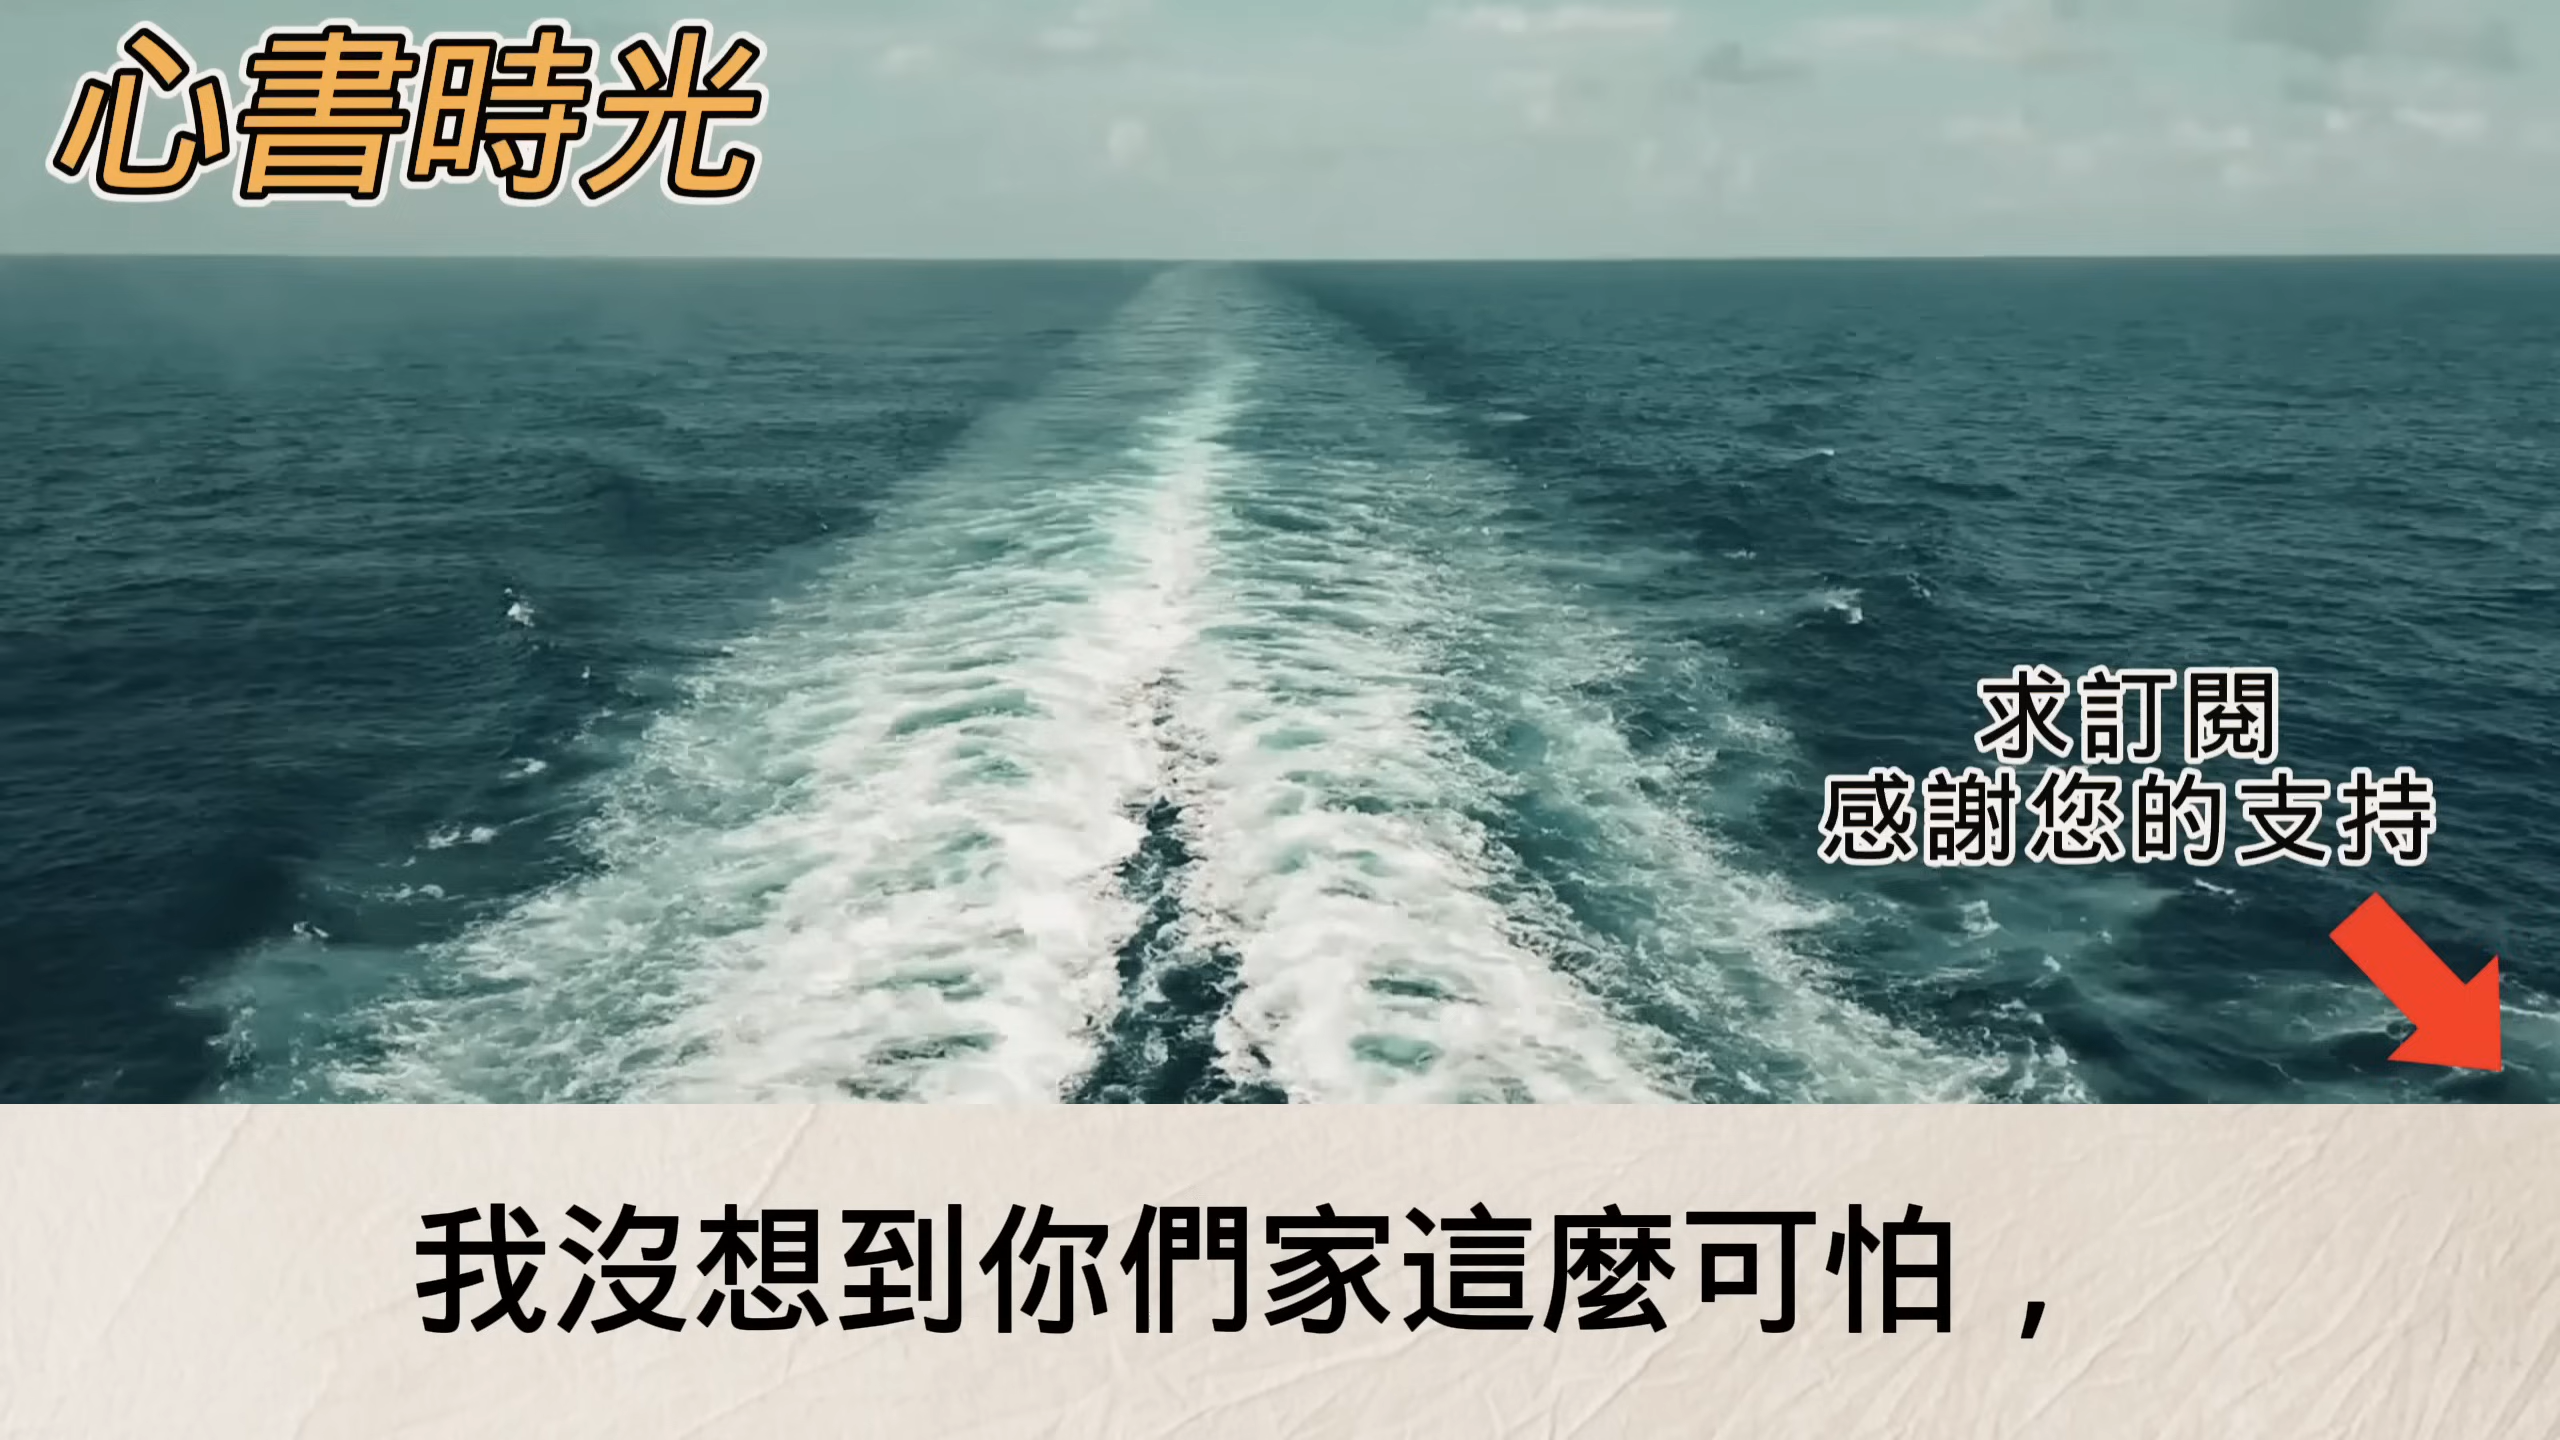 心書時光
求訂閱
感謝您的支持
我沒想到你們家這麼可怕，